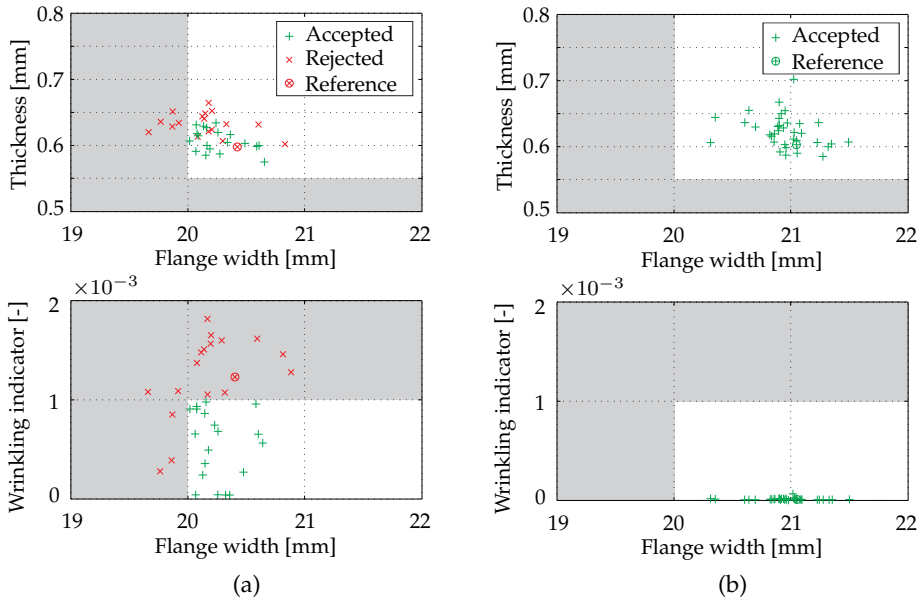 0.8
0.7
0.6
0.5
Thickness [mm]
Accepted
Rejected
Reference
19
20
21
22
Flange width [mm]
0.8
0.7
0.6
0.5
Thickness [mm]
Accepted
Reference
19
20
21
22
Flange width [mm]
×10−3
2
1
0
Wrinkling indicator [-]
19
20
21
22
Flange width [mm]
(a)
×10−3
2
1
0
Wrinkling indicator [-]
19
20
21
22
Flange width [mm]
(b)